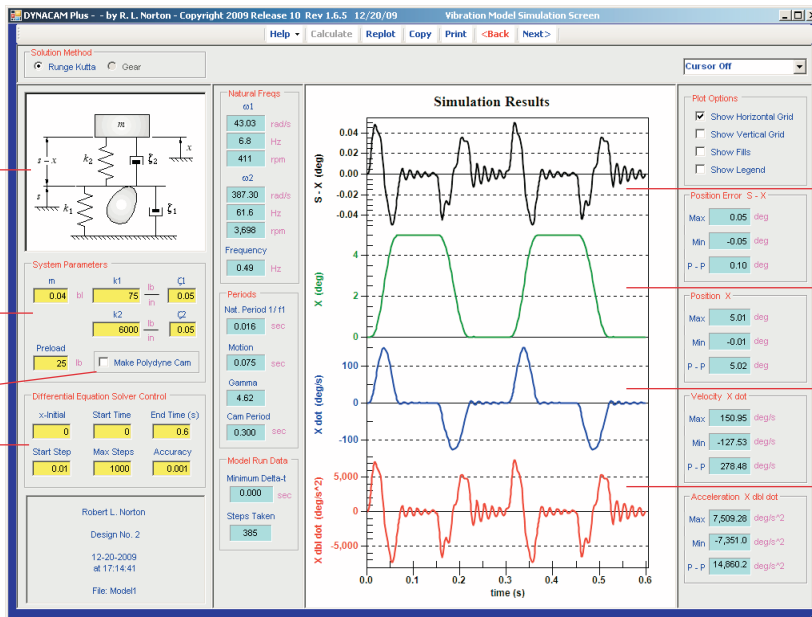 DYNACAM Plus - - by R. L. Norton - Copyright 2009 Release 10 Rev 1.6.5 12/20/09 Vibration Model Simulation Screen
Help Calculate Replot Copy Print <Back Next>
Solution Method
Runge Kutta Gear
Cursor Off
m
s - x
k2
ζ2
x
s
k1
ζ1
System Parameters
m k1 Ç1
0.04 bl 75 lb in 0.05
k2 Ç2
6000 lb in 0.05
Preload
25 lb Make Polydyne Cam
Differential Equation Solver Control
x-Initial Start Time End Time (s)
0 0 0.6
Start Step Max Steps Accuracy
0.01 1000 0.001
Robert L. Norton
Design No. 2
12-20-2009
at 17:14:41
File: Model1
Natural Freqs
ω1
43.03 rad/s
6.8 Hz
411 rpm
ω2
387.30 rad/s
61.6 Hz
3,698 rpm
Frequency
0.49 Hz
Periods
Nat. Period 1/ f1
0.016 sec
Motion
0.075 sec
Gamma
4.62
Cam Period
0.300 sec
Model Run Data
Minimum Delta-t
0.000 sec
Steps Taken
385
Simulation Results
S - X (deg)
0.04
0.02
0.00
-0.02
-0.04
X (deg)
4
2
0
X dot (deg/s)
100
0
-100
X dbl dot (deg/s^2)
5,000
0
-5,000
0.0 0.1 0.2 0.3 0.4 0.5 0.6
time (s)
Plot Options
Show Horizontal Grid
Show Vertical Grid
Show Fills
Show Legend
Position Error S - X
Max 0.05 deg
Min -0.05 deg
P - P 0.10 deg
Position X
Max 5.01 deg
Min -0.01 deg
P - P 5.02 deg
Velocity X dot
Max 150.95 deg/s
Min -127.53 deg/s
P - P 278.48 deg/s
Acceleration X dbl dot
Max 7,509.28 deg/s^2
Min -7,351.0 deg/s^2
P - P 14,860.2 deg/s^2